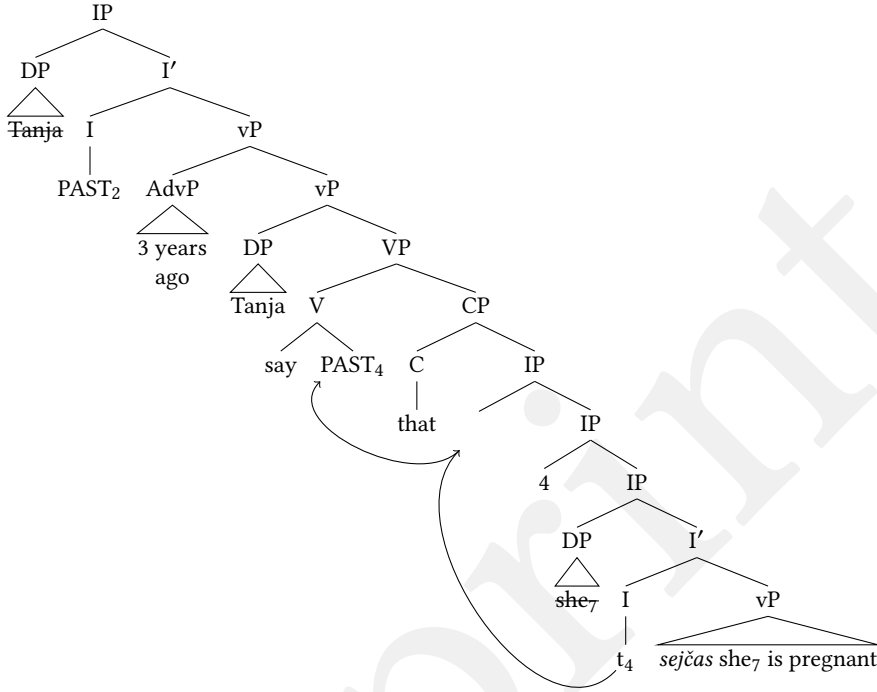 IP
DP I′
~~Tanja~~ I vP
PAST₂ AdvP vP
3 years DP VP
ago
Tanja V CP
say PAST₄ C IP
that IP
4 IP
DP I′
~~she₇~~ I vP
t₄ sejčas she₇ is pregnant
print